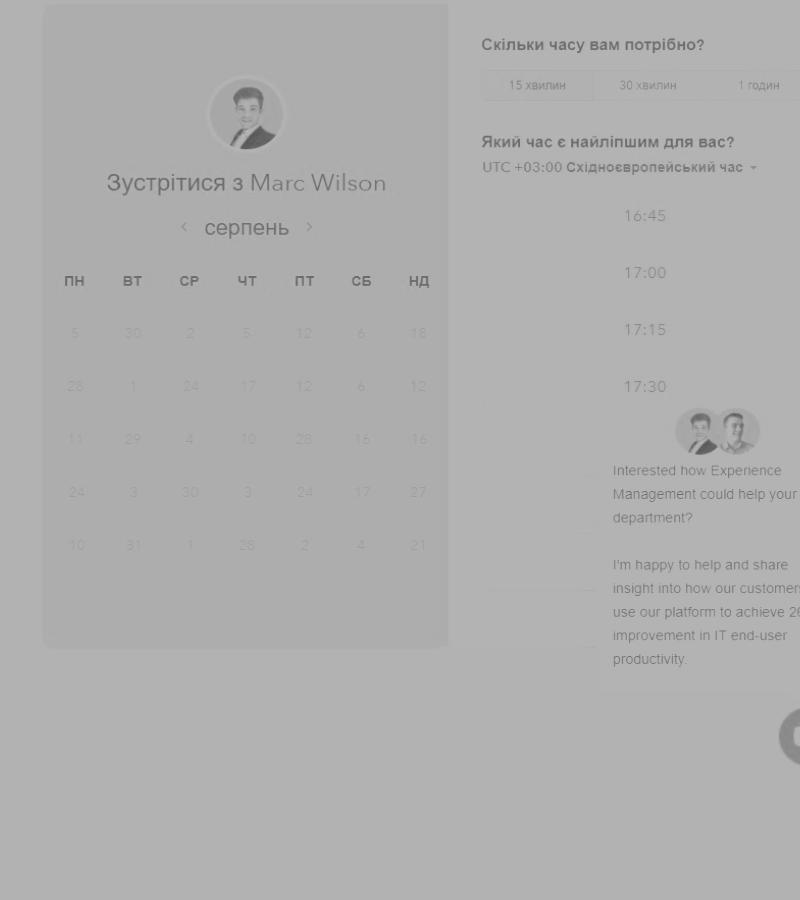 Зустрітися з Marc Wilson
серпень
ПН ВТ СР ЧТ ПТ СБ НД
5 30 2 5 12 6 18
28 1 24 17 12 6 12
11 29 4 10 28 16 16
24 3 30 3 24 17 27
10 31 1 28 2 4 21
Скільки часу вам потрібно?
15 хвилин 30 хвилин 1 годин
Який час є найліпшим для вас?
UTC +03:00 Східноєвропейський час
16:45
17:00
17:15
17:30
Interested how Experience
Management could help your
department?
I'm happy to help and share
insight into how our customers
use our platform to achieve
improvement in IT end-user
productivity.